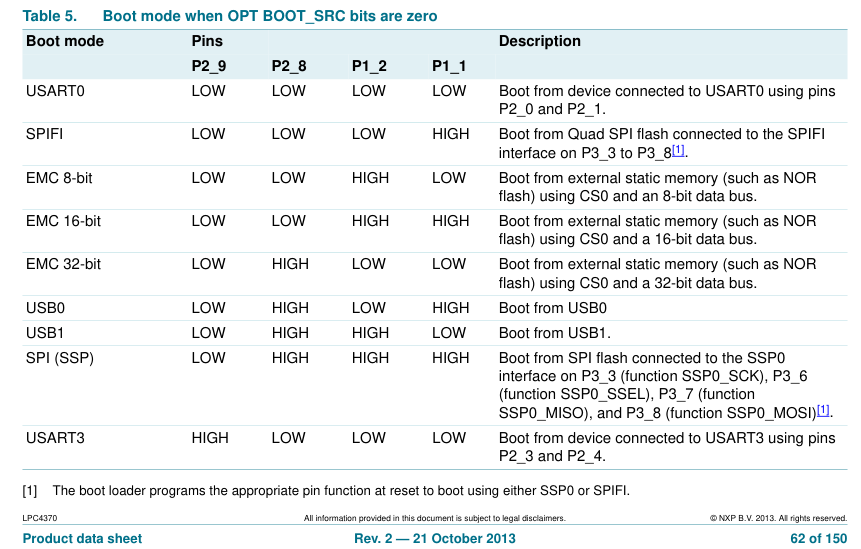 Table 5. Boot mode when OPT BOOT_SRC bits are zero
Boot mode Pins Description
P2_9 P2_8 P1_2 P1_1
USART0 LOW LOW LOW LOW Boot from device connected to USART0 using pins
P2_0 and P2_1.
SPIFI LOW LOW LOW HIGH Boot from Quad SPI flash connected to the SPIFI
interface on P3_3 to P3_8[1].
EMC 8-bit LOW LOW HIGH LOW Boot from external static memory (such as NOR
flash) using CS0 and an 8-bit data bus.
EMC 16-bit LOW LOW HIGH HIGH Boot from external static memory (such as NOR
flash) using CS0 and a 16-bit data bus.
EMC 32-bit LOW HIGH LOW LOW Boot from external static memory (such as NOR
flash) using CS0 and a 32-bit data bus.
USB0 LOW HIGH LOW HIGH Boot from USB0
USB1 LOW HIGH HIGH LOW Boot from USB1.
SPI (SSP) LOW HIGH HIGH HIGH Boot from SPI flash connected to the SSP0
interface on P3_3 (function SSP0_SCK), P3_6
(function SSP0_SSEL), P3_7 (function
SSP0_MISO), and P3_8 (function SSP0_MOSI)[1].
USART3 HIGH LOW LOW LOW Boot from device connected to USART3 using pins
P2_3 and P2_4.
[1] The boot loader programs the appropriate pin function at reset to boot using either SSP0 or SPIFI.
LPC4370 All information provided in this document is subject to legal disclaimers. © NXP B.V. 2013. All rights reserved.
Product data sheet Rev. 2 — 21 October 2013 62 of 150